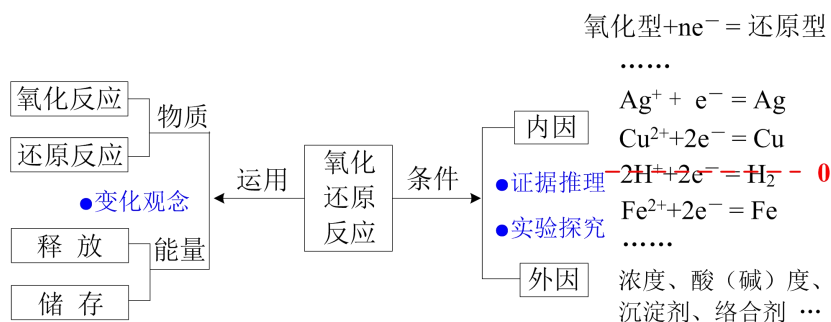 氧化型+ne⁻ = 还原型
……
Ag⁺ + e⁻ = Ag
Cu²⁺+2e⁻ = Cu
2H⁺+2e⁻ = H₂
0
Fe²⁺+2e⁻ = Fe
……
浓度、酸（碱）度、
沉淀剂、络合剂 …
内因
●证据推理
●实验探究
外因
条件
氧化
还原
反应
运用
物质
●变化观念
能量
氧化反应
还原反应
释 放
储 存